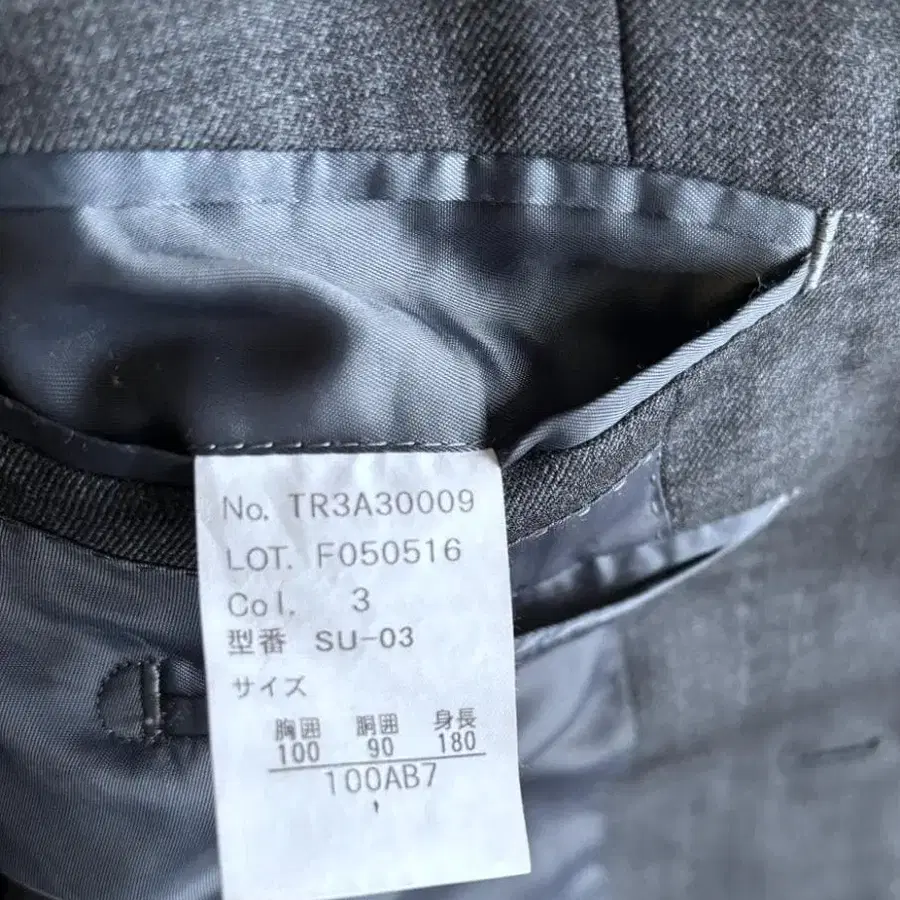 No. TR3A30009
LOT. F050516
Col. 3
型番 SU-03
サイズ
胸囲 胴囲 身長
100 90 180
100AB7